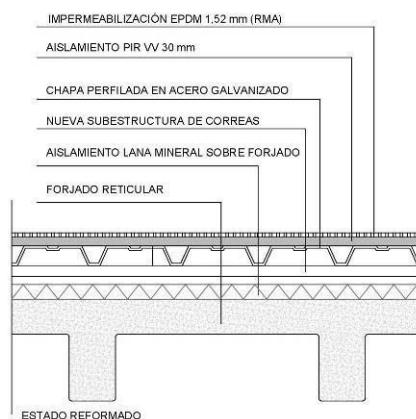 IMPERMEABILIZACIÓN EPDM 1,52 mm (RMA)
AISLAMIENTO PIR VV 30 mm
CHAPA PERFILADA EN ACERO GALVANIZADO
NUEVA SUBESTRUCTURA DE CORREAS
AISLAMIENTO LANA MINERAL SOBRE FORJADO
FORJADO RETICULAR
ESTADO REFORMADO